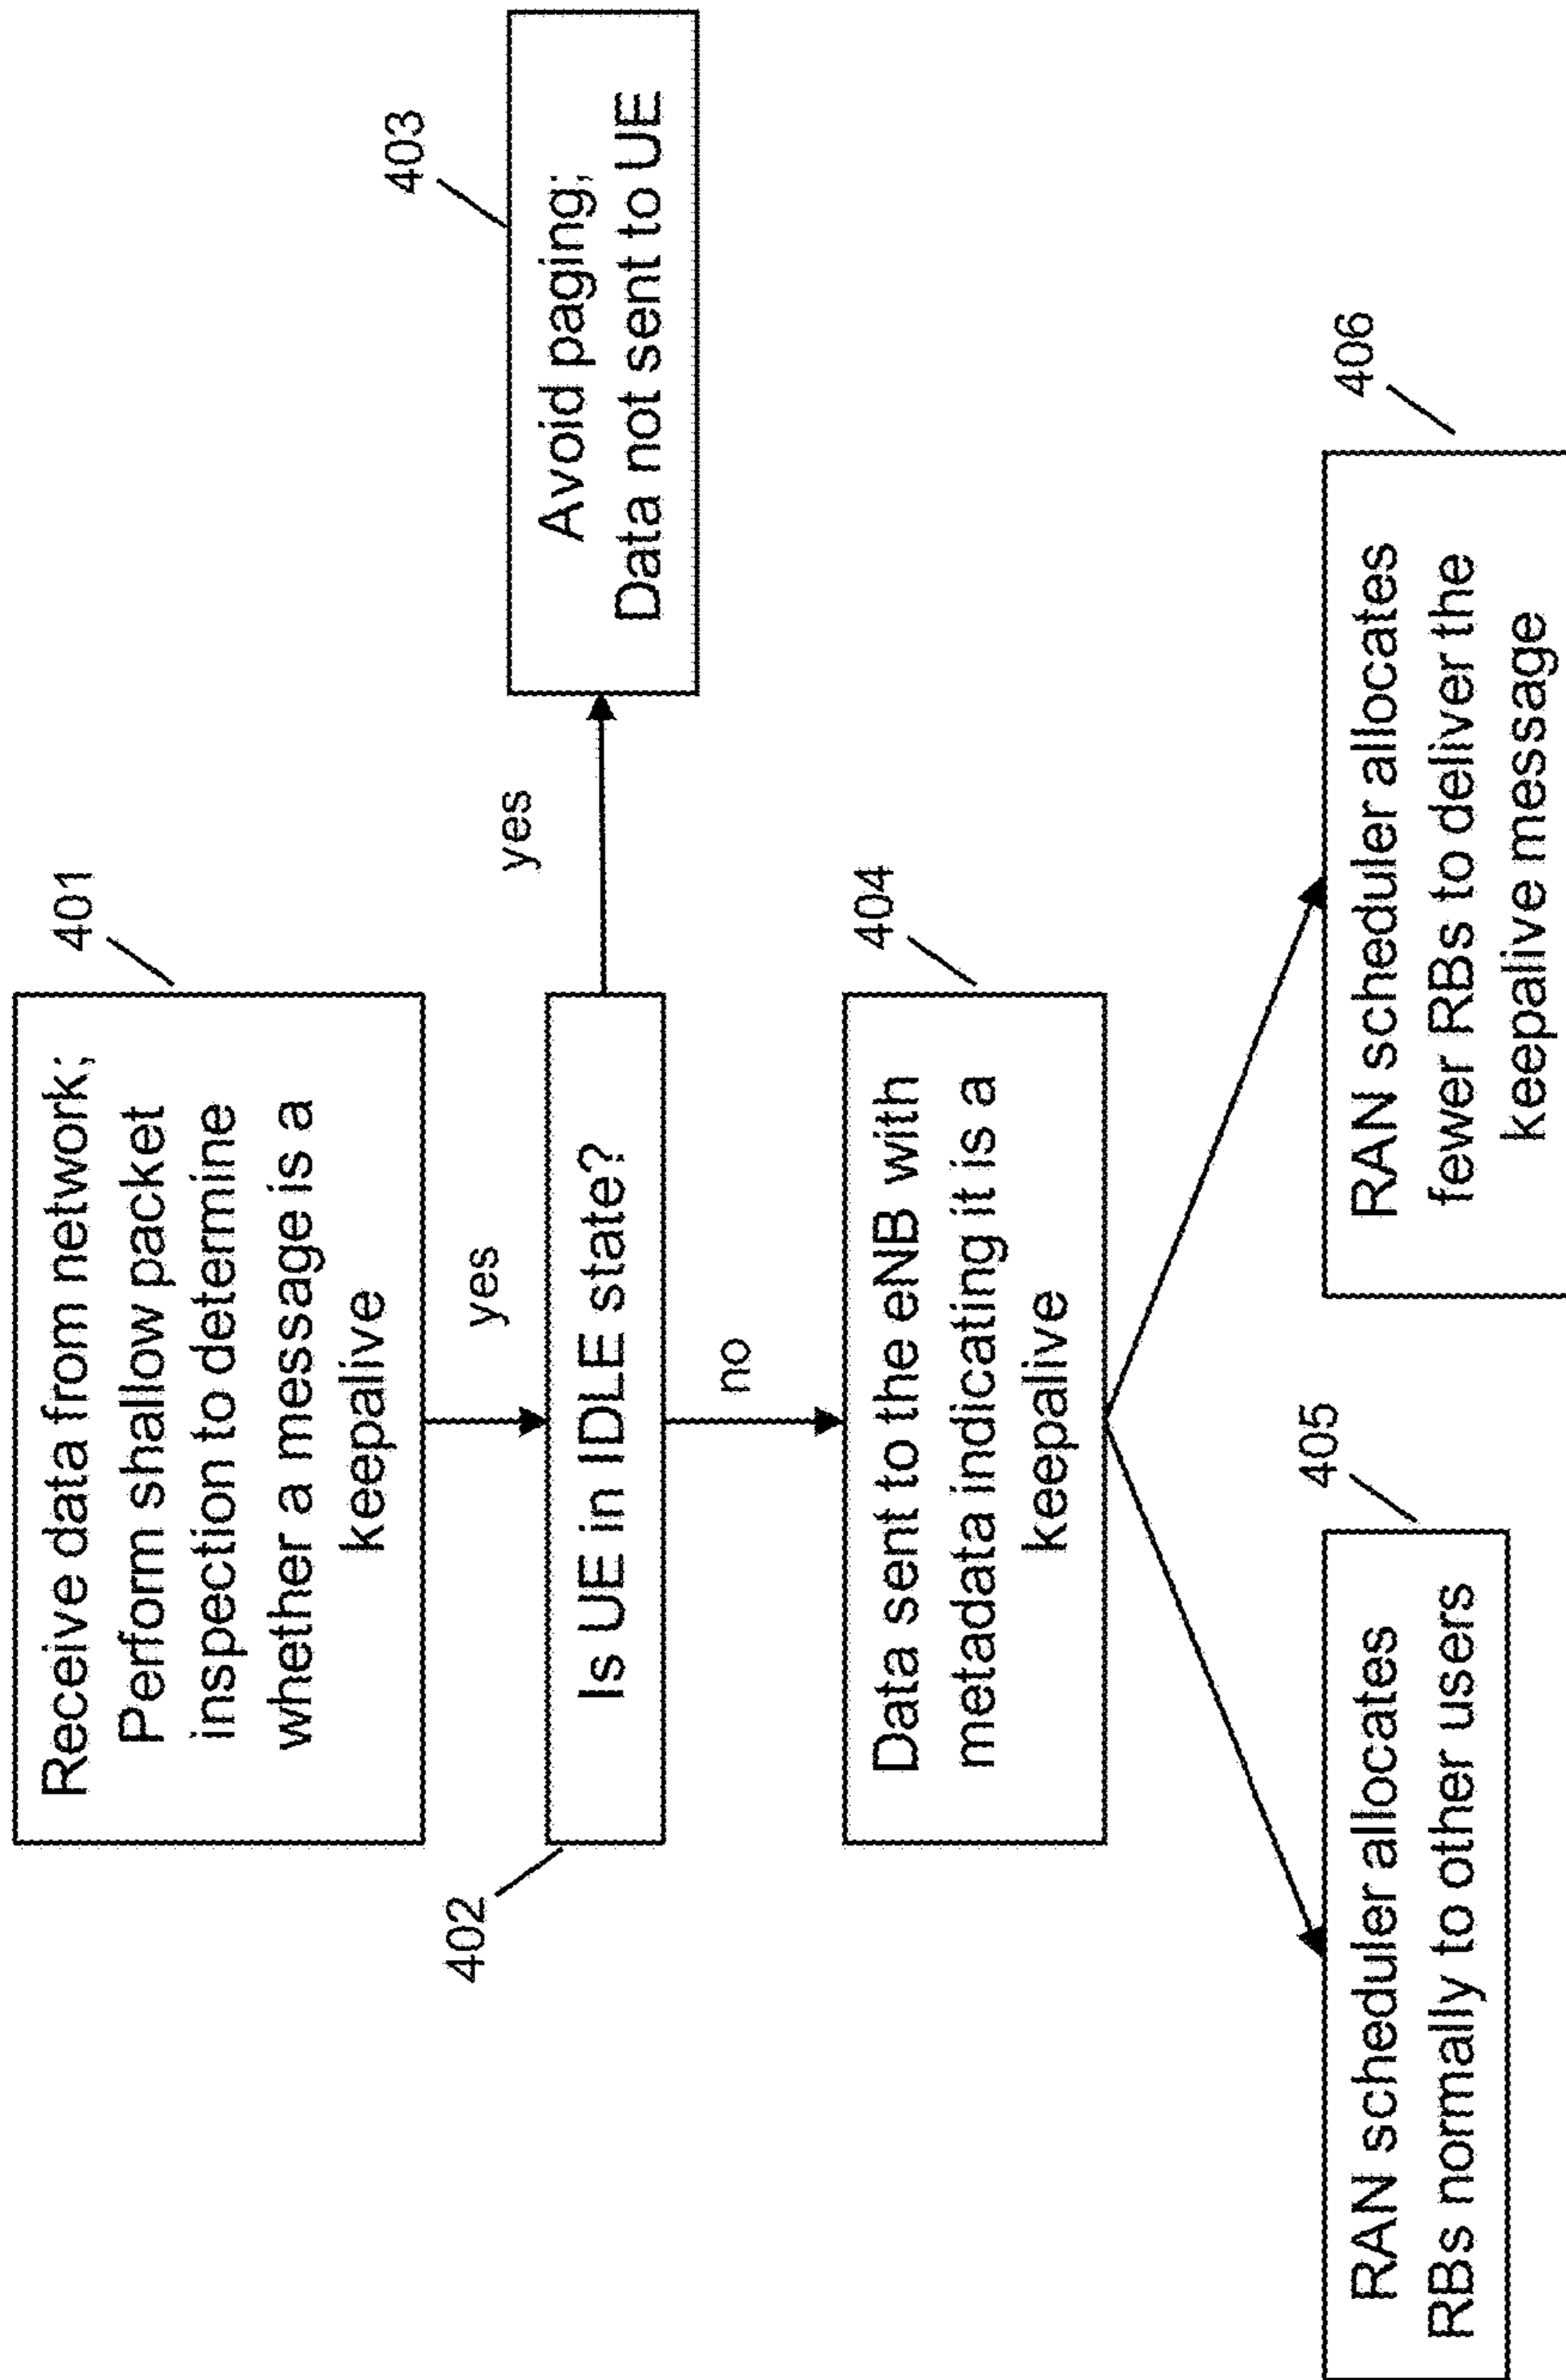 401
Receive data from network;
Perform shallow packet
inspection to determine
whether a message is a
keepalive
yes
402
Is UE in IDLE state?
yes
403
Avoid paging;
Data not sent to UE
no
404
Data sent to the eNB with
metadata indicating it is a
keepalive
405
RAN scheduler allocates
RBs normally to other users
406
RAN scheduler allocates
fewer RBs to deliver the
keepalive message